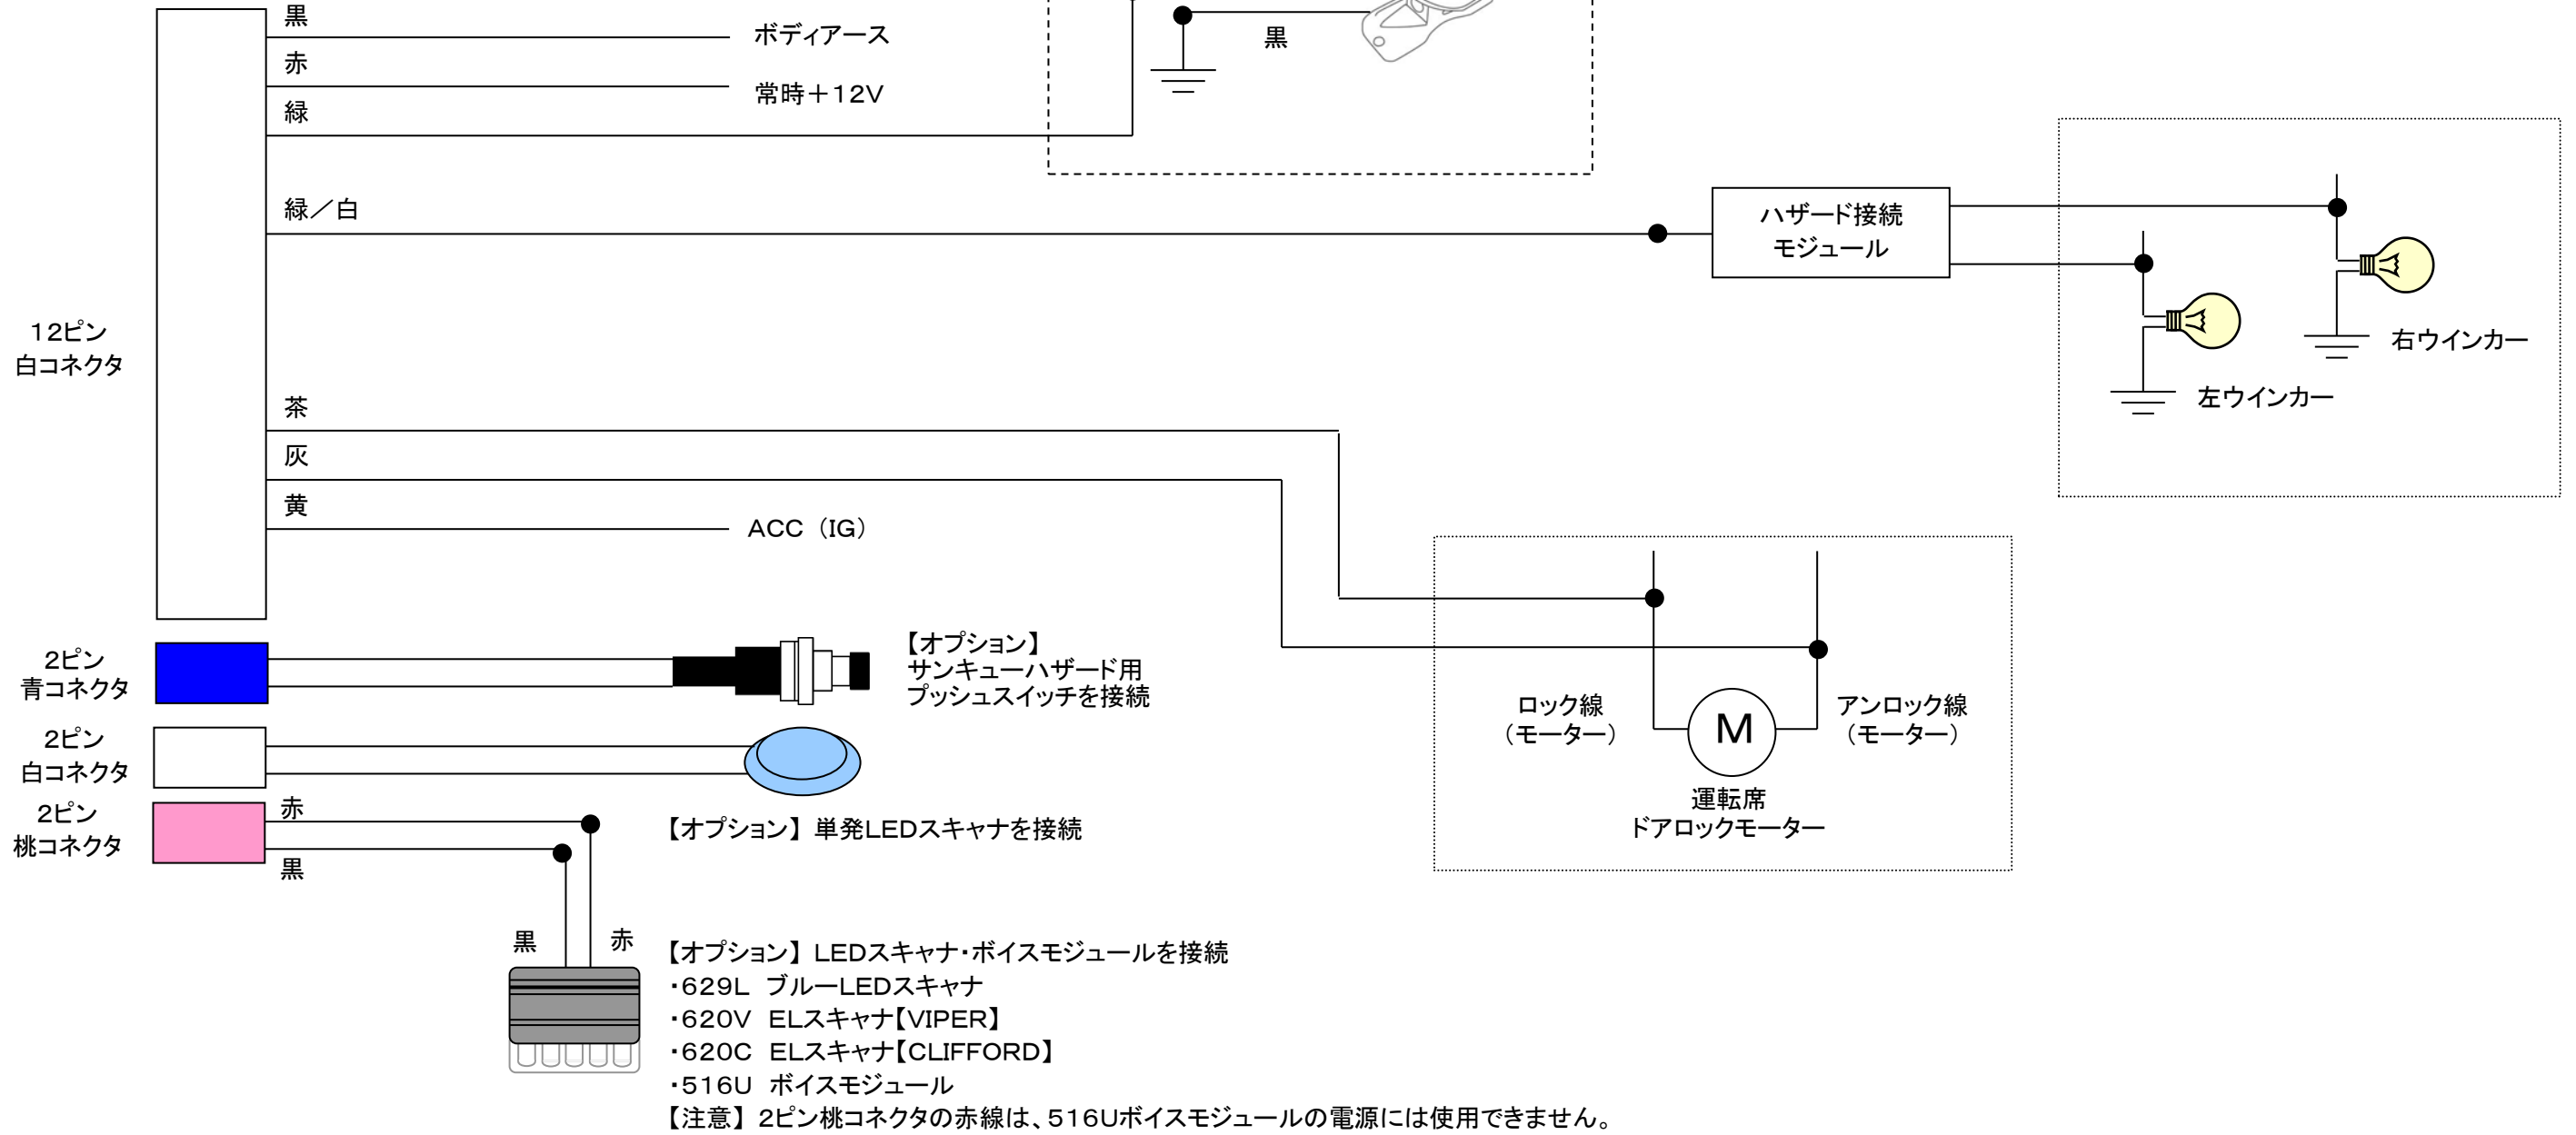 黒
ボディアース
赤
常時＋12V
緑
黒
緑／白
ハザード接続
モジュール
右ウインカー
左ウインカー
12ピン
白コネクタ
茶
灰
黄
ACC（IG）
2ピン
青コネクタ
【オプション】
サンキューハザード用
プッシュスイッチを接続
2ピン
白コネクタ
【オプション】単発LEDスキャナを接続
2ピン
桃コネクタ
赤
黒
ロック線
（モーター）
アンロック線
（モーター）
M
運転席
ドアロックモーター
黒
赤
【オプション】LEDスキャナ・ボイスモジュールを接続
・629L ブルーLEDスキャナ
・620V ELスキャナ【VIPER】
・620C ELスキャナ【CLIFFORD】
・516U ボイスモジュール
【注意】2ピン桃コネクタの赤線は、516Uボイスモジュールの電源には使用できません。